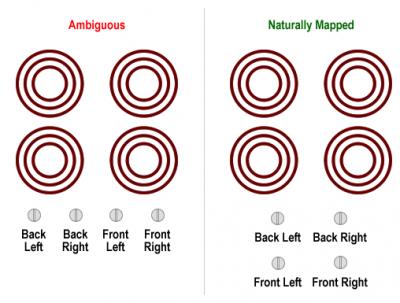 Ambiguous
Naturally Mapped
Back Left
Back Right
Front Left
Front Right
Back Left
Back Right
Front Left
Front Right